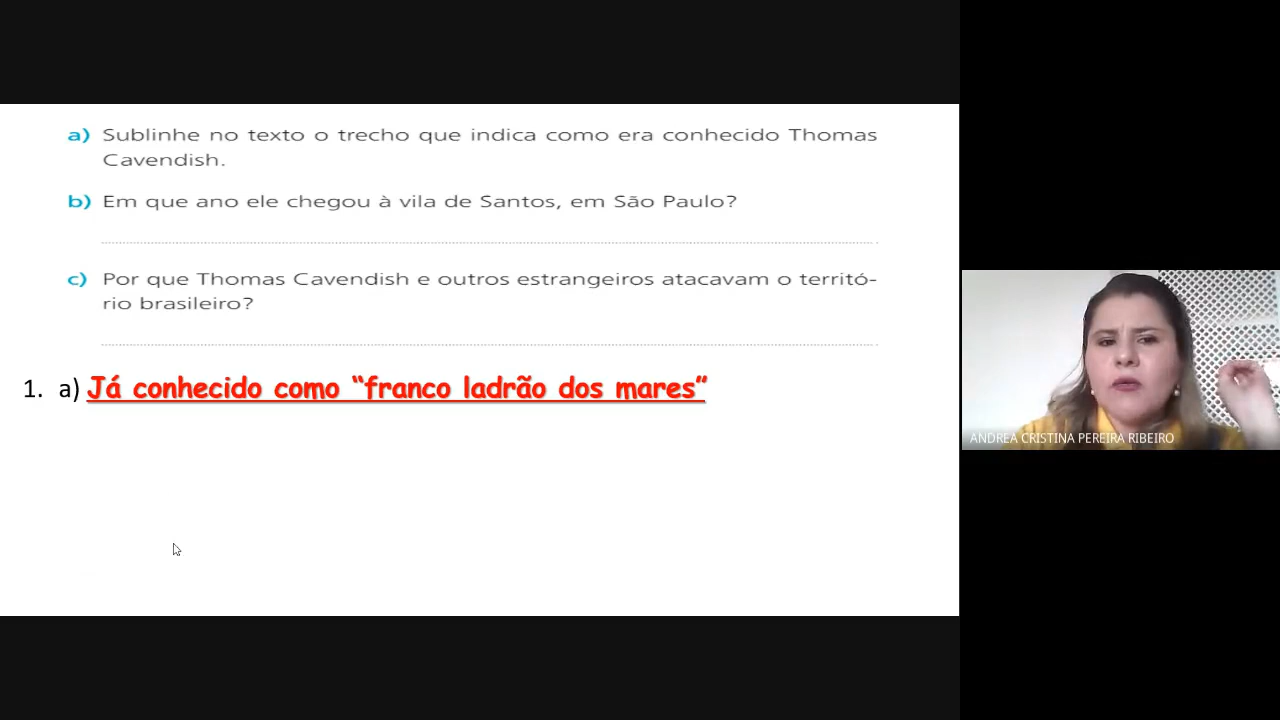 a) Sublinhe no texto o trecho que indica como era conhecido Thomas
Cavendish.
b) Em que ano ele chegou à vila de Santos, em São Paulo?
c) Por que Thomas Cavendish e outros estrangeiros atacavam o territó-
rio brasileiro?
1. a) Já conhecido como “franco ladrão dos mares”
ANDREA CRISTINA PEREIRA RIBEIRO